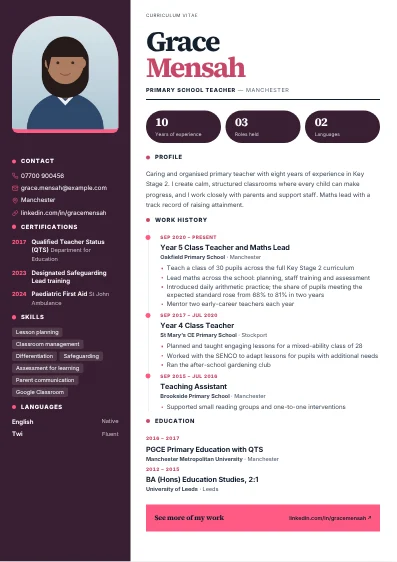 CURRICULUM VITAE
Grace
Mensah
PRIMARY SCHOOL TEACHER — MANCHESTER
10
Years of experience
03
Roles held
02
Languages
CONTACT
07700 900456
grace.mensah@example.com
Manchester
linkedin.com/in/gracemensah
CERTIFICATIONS
2017 Qualified Teacher Status
(QTS) Department for
Education
2023 Designated Safeguarding
Lead training
2024 Paediatric First Aid St John
Ambulance
SKILLS
Lesson planning
Classroom management
Differentiation Safeguarding
Assessment for learning
Parent communication
Google Classroom
LANGUAGES
English Native
Twi Fluent
PROFILE
Caring and organised primary teacher with eight years of experience in Key
Stage 2. I create calm, structured classrooms where every child can make
progress, and I work closely with parents and support staff. Maths lead with a
track record of raising attainment.
WORK HISTORY
SEP 2020 – PRESENT
Year 5 Class Teacher and Maths Lead
Oakfield Primary School · Manchester
• Teach a class of 30 pupils across the full Key Stage 2 curriculum
• Lead maths across the school: planning, staff training and assessment
• Introduced daily arithmetic practice; the share of pupils meeting the
expected standard rose from 68% to 81% in two years
• Mentor two early-career teachers each year
SEP 2017 – JUL 2020
Year 4 Class Teacher
St Mary's CE Primary School · Stockport
• Planned and taught engaging lessons for a mixed-ability class of 28
• Worked with the SENCO to adapt lessons for pupils with additional needs
• Ran the after-school gardening club
SEP 2015 – JUL 2016
Teaching Assistant
Brookside Primary School · Manchester
• Supported small reading groups and one-to-one interventions
EDUCATION
2016 – 2017
PGCE Primary Education with QTS
Manchester Metropolitan University · Manchester
2012 – 2015
BA (Hons) Education Studies, 2:1
University of Leeds · Leeds
See more of my work linkedin.com/in/gracemensah ↗